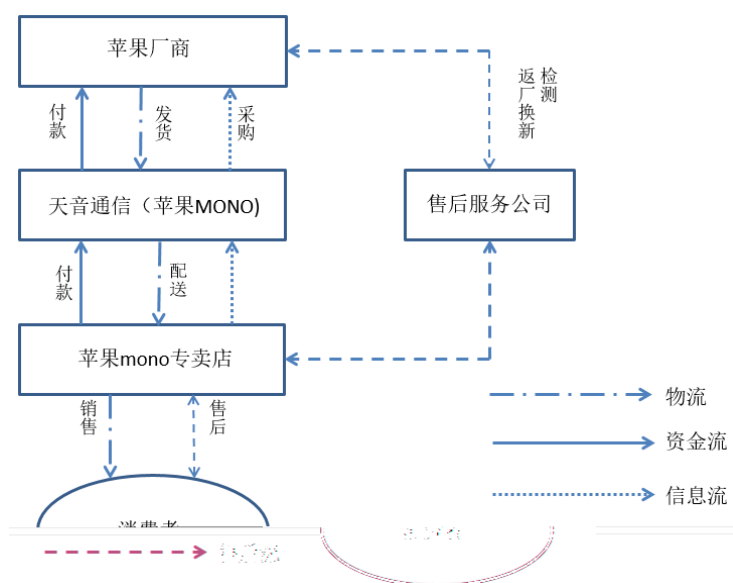 苹果厂商
付款
发货
采购
检测
返厂换新
天音通信（苹果MONO)
售后服务公司
付款
配送
苹果mono专卖店
销售
售后
物流
资金流
信息流
消费者